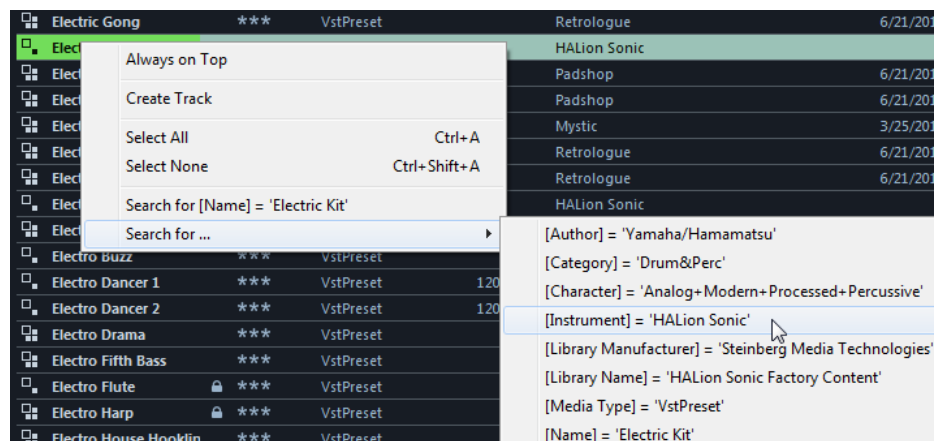 Electric Gong *** VstPreset Retrologue 6/21/201
Elect HALion Sonic
Always on Top
Elect Padshop 6/21/201
Create Track
Elect Padshop 6/21/201
Elect Mystic 3/25/201
Select All Ctrl+A
Elect Retrologue 6/21/201
Select None Ctrl+Shift+A
Elect Retrologue 6/21/201
Elect HALion Sonic
Search for [Name] = 'Electric Kit'
Elect
Search for ...
[Author] = 'Yamaha/Hamamatsu'
Electro Buzz *** VstPreset
[Category] = 'Drum&Perc'
Electro Dancer 1 *** VstPreset 120
[Character] = 'Analog+Modern+Processed+Percussive'
Electro Dancer 2 *** VstPreset 120
[Instrument] = 'HALion Sonic'
Electro Drama *** VstPreset
[Library Manufacturer] = 'Steinberg Media Technologies'
Electro Fifth Bass *** VstPreset
[Library Name] = 'HALion Sonic Factory Content'
Electro Flute *** VstPreset
[Media Type] = 'VstPreset'
Electro Harp *** VstPreset
[Name] = 'Electric Kit'
Electro House Hooklin *** VstPreset